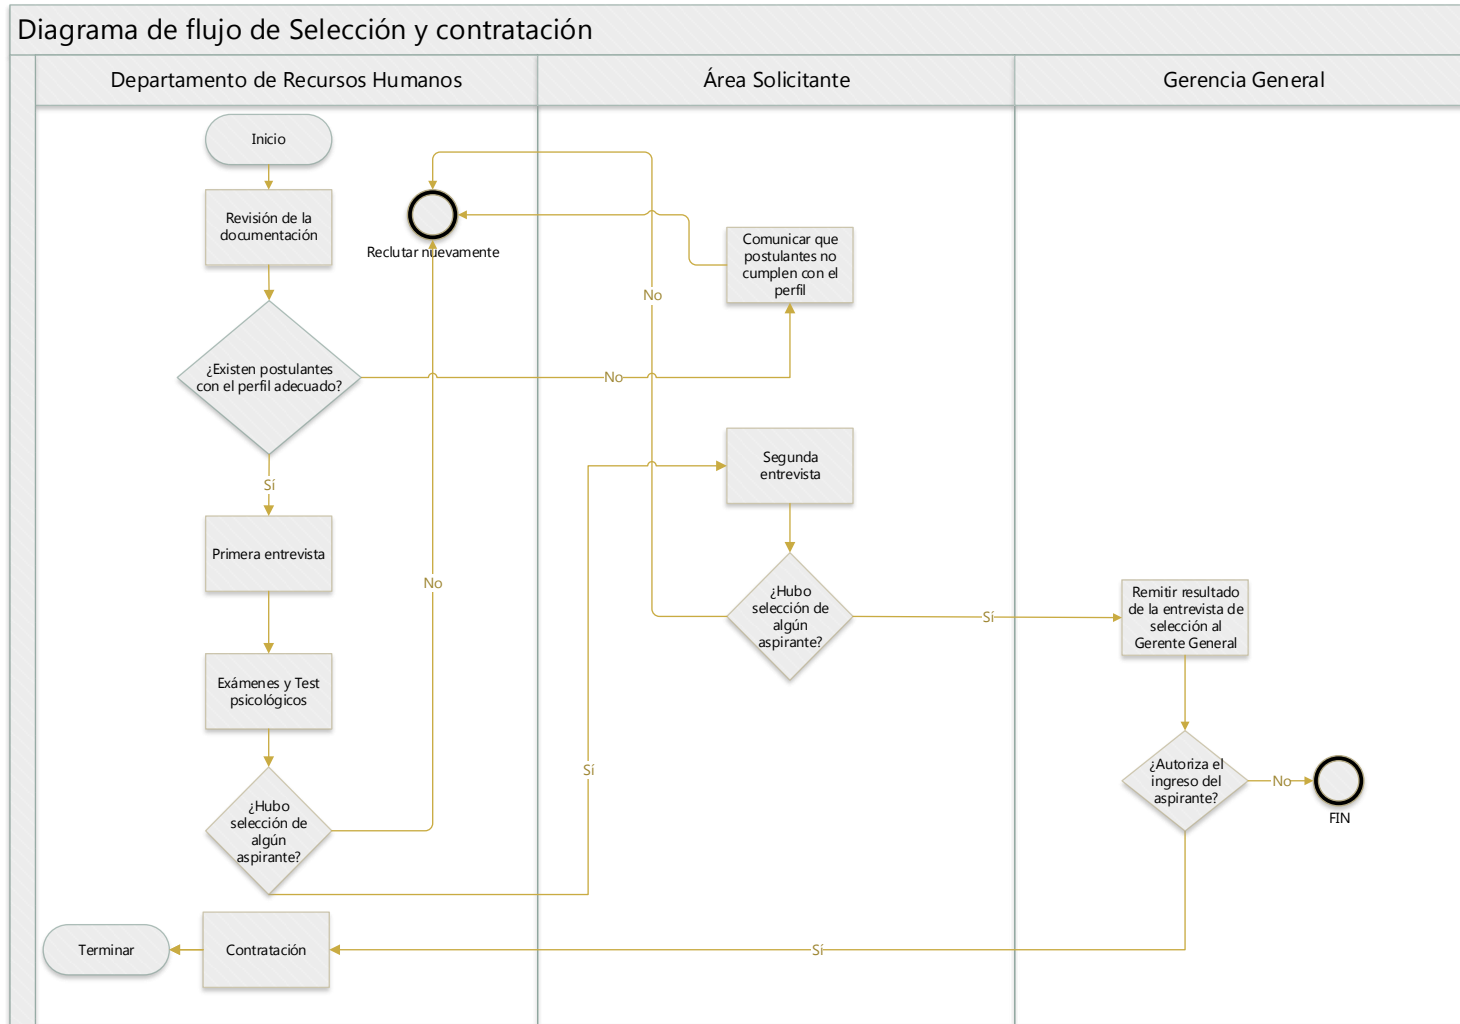 Diagrama de flujo de Selección y contratación
Departamento de Recursos Humanos
Área Solicitante
Gerencia General
Inicio
Revisión de la
documentación
Reclutar nuevamente
Comunicar que
postulantes no
cumplen con el
perfil
No
¿Existen postulantes
con el perfil adecuado?
No
Sí
Segunda
entrevista
Primera entrevista
No
¿Hubo
selección de
algún
aspirante?
Sí
Remitir resultado
de la entrevista de
selección al
Gerente General
Exámenes y Test
psicológicos
Sí
¿Autoriza el
ingreso del
aspirante?
No
FIN
¿Hubo
selección de
algún
aspirante?
Terminar
Contratación
Sí